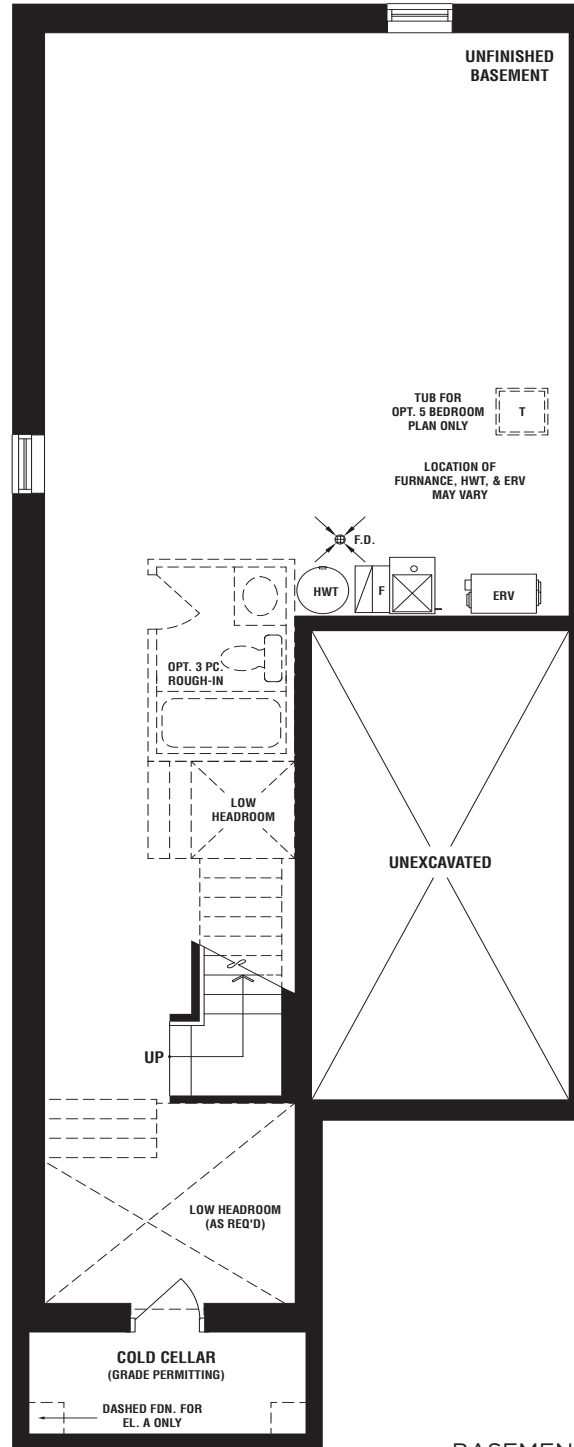 UNFINISHED
BASEMENT
TUB FOR
OPT. 5 BEDROOM
PLAN ONLY
T
LOCATION OF
FURNANCE, HWT, & ERV
MAY VARY
F.D.
HWT
F
ERV
OPT. 3 PC.
ROUGH-IN
LOW
HEADROOM
UNEXCAVATED
UP
LOW HEADROOM
(AS REQ'D)
COLD CELLAR
(GRADE PERMITTING)
DASHED FDN. FOR
EL. A ONLY
BASEMEN